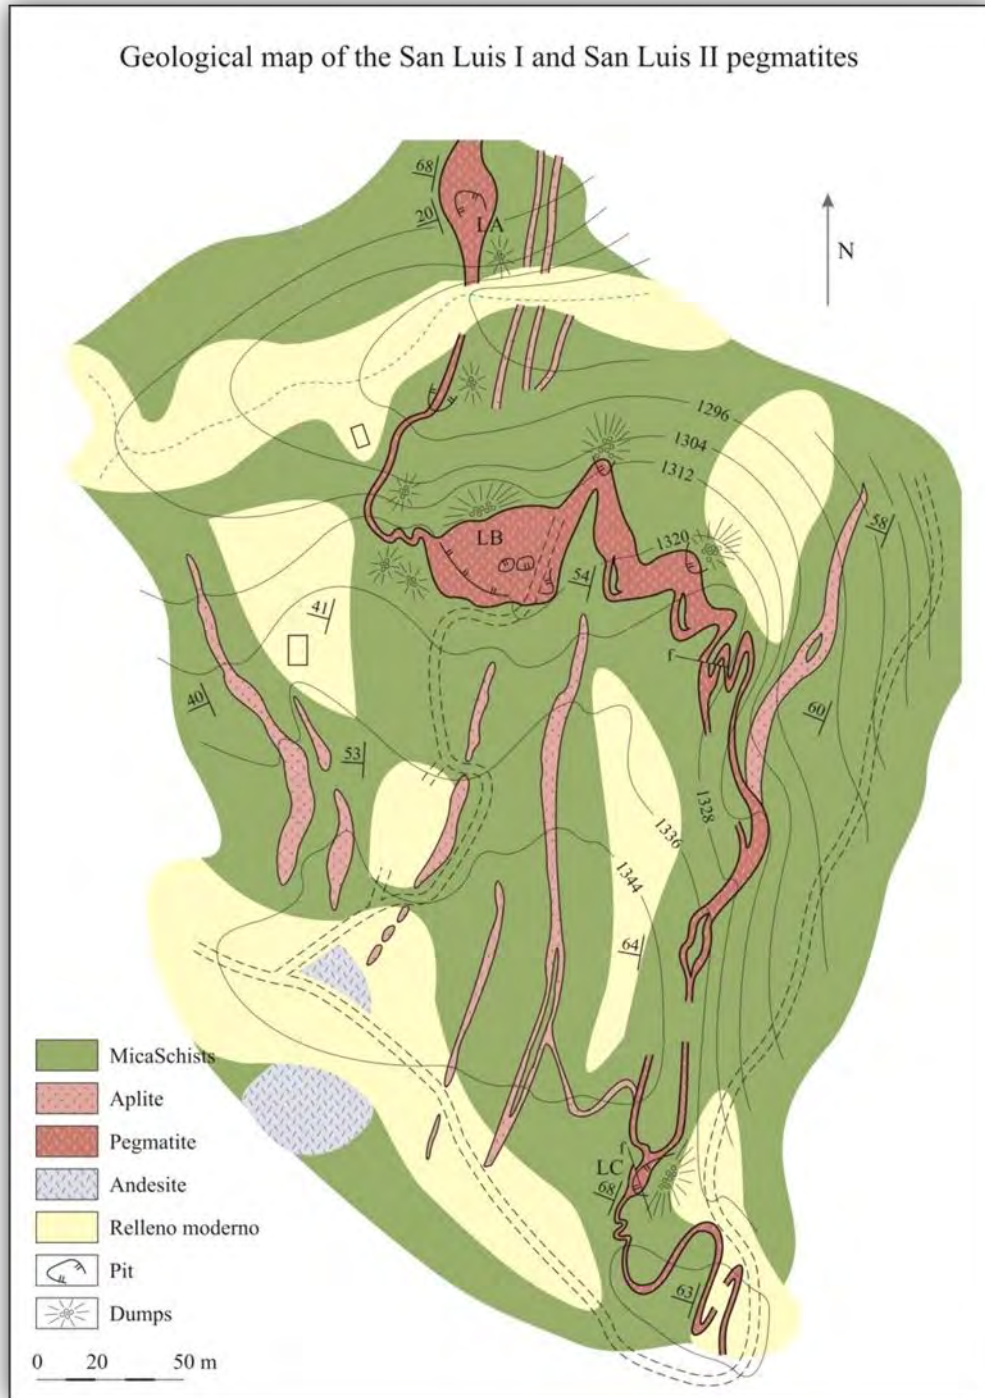 Geological map of the San Luis I and San Luis II pegmatites
68
20
LA
N
1296
1304
1312
58
LB
1320
54
41
f
40
60
53
1328
1336
1344
64
MicaSchists
Aplite
Pegmatite
f
LC
68
Andesite
Relleno moderno
63
Pit
Dumps
0 20 50 m